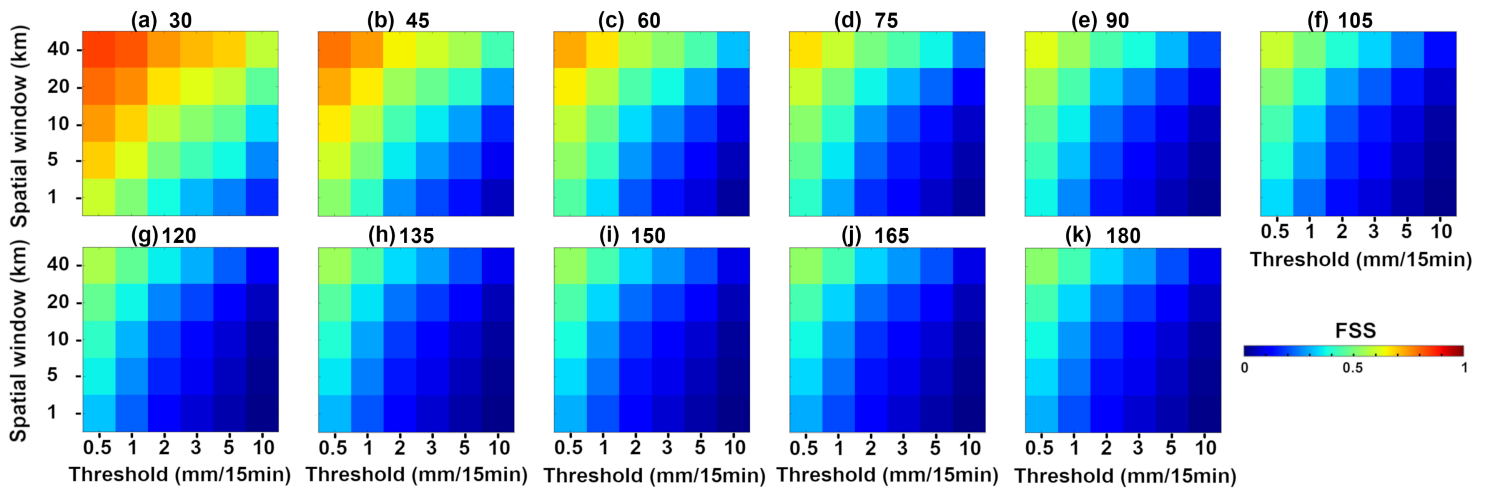 (a) 30
(b) 45
(c) 60
(d) 75
(e) 90
(f) 105
Spatial window (km)
40
20
10
5
1
0.5 1 2 3 5 10
Threshold (mm/15min)
(g) 120
(h) 135
(i) 150
(j) 165
(k) 180
Spatial window (km)
40
20
10
5
1
0.5 1 2 3 5 10
0.5 1 2 3 5 10
0.5 1 2 3 5 10
0.5 1 2 3 5 10
0.5 1 2 3 5 10
Threshold (mm/15min)
Threshold (mm/15min)
Threshold (mm/15min)
Threshold (mm/15min)
Threshold (mm/15min)
FSS
0 0.5 1